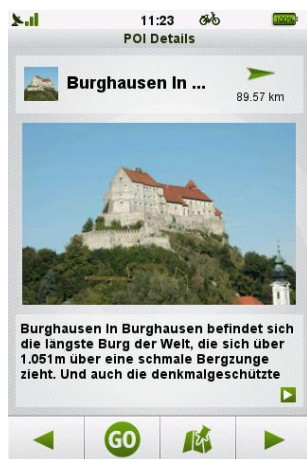 11:23
100%
POI Details
Burghausen In ...
89.57 km
Burghausen In Burghausen befindet sich
die längste Burg der Welt, die sich über
1.051m über eine schmale Bergzunge
zieht. Und auch die denkmalgeschützte
GO